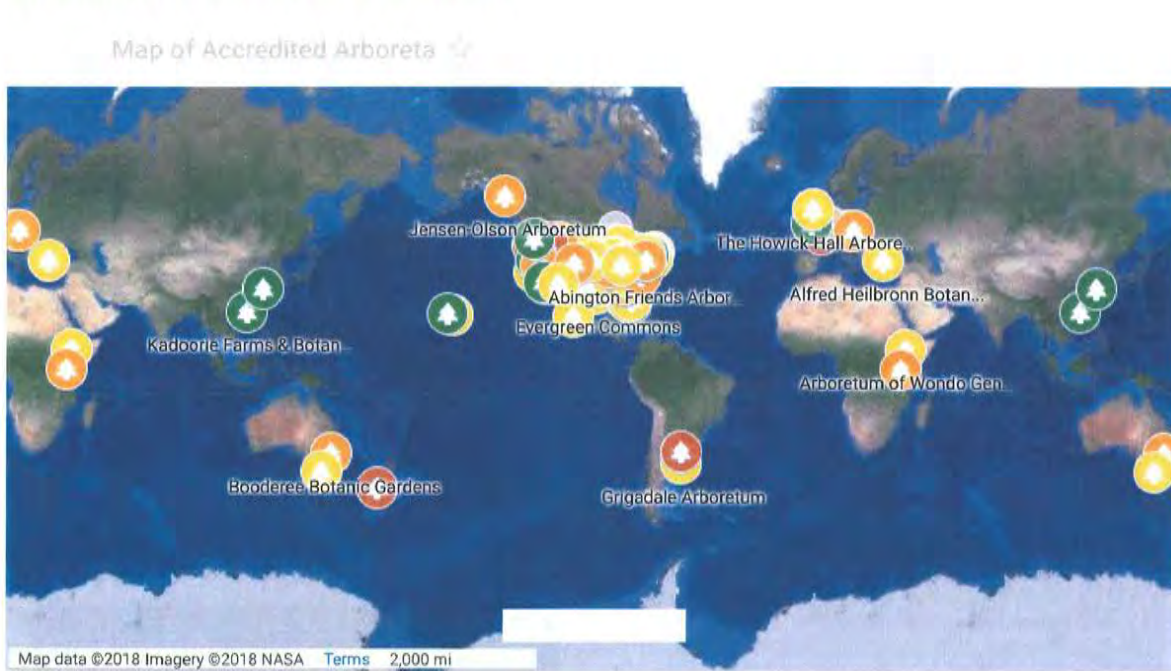 Map of Accredited Arboreta
Jensen-Olson Arboretum
The Howick Hall Arbore...
Abington Friends Arbor...
Alfred Heilbronn Botan...
Evergreen Commons
Kadoorie Farms & Botan...
Arboretum of Wondo Gen...
Booderee Botanic Gardens
Grigadale Arboretum
Map data ©2018 Imagery ©2018 NASA Terms 2,000 mi